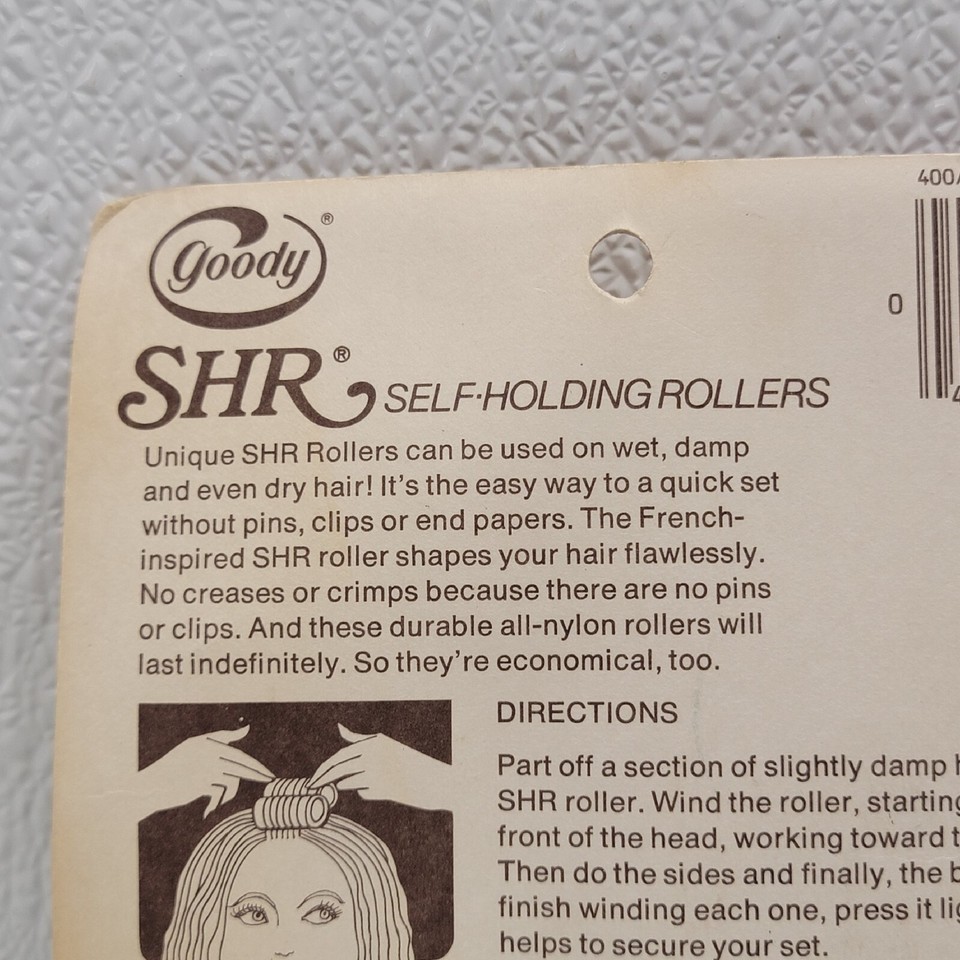 400
goody®
0
SHR® SELF-HOLDING ROLLERS
Unique SHR Rollers can be used on wet, damp
and even dry hair! It's the easy way to a quick set
without pins, clips or end papers. The French-
inspired SHR roller shapes your hair flawlessly.
No creases or crimps because there are no pins
or clips. And these durable all-nylon rollers will
last indefinitely. So they're economical, too.
DIRECTIONS
Part off a section of slightly damp
SHR roller. Wind the roller, starting
front of the head, working toward
Then do the sides and finally, the
finish winding each one, press it
helps to secure your set.